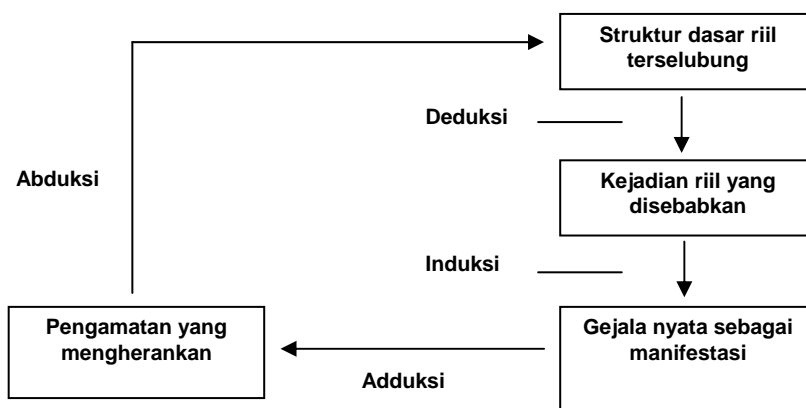 Struktur dasar riil
terselubung
Deduksi
Abduksi
Kejadian riil yang
disebabkan
Induksi
Pengamatan yang
mengherankan
Gejala nyata sebagai
manifestasi
Adduksi